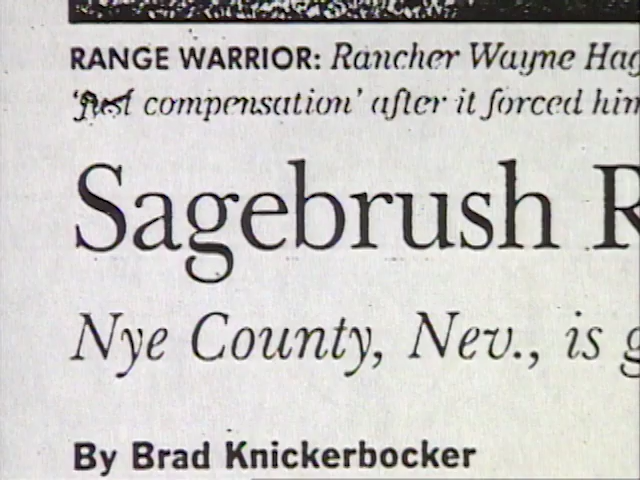 RANGE WARRIOR: Rancher Wayne Hag
'Just compensation' after it forced him
Sagebrush R
Nye County, Nev., is g
By Brad Knickerbocker